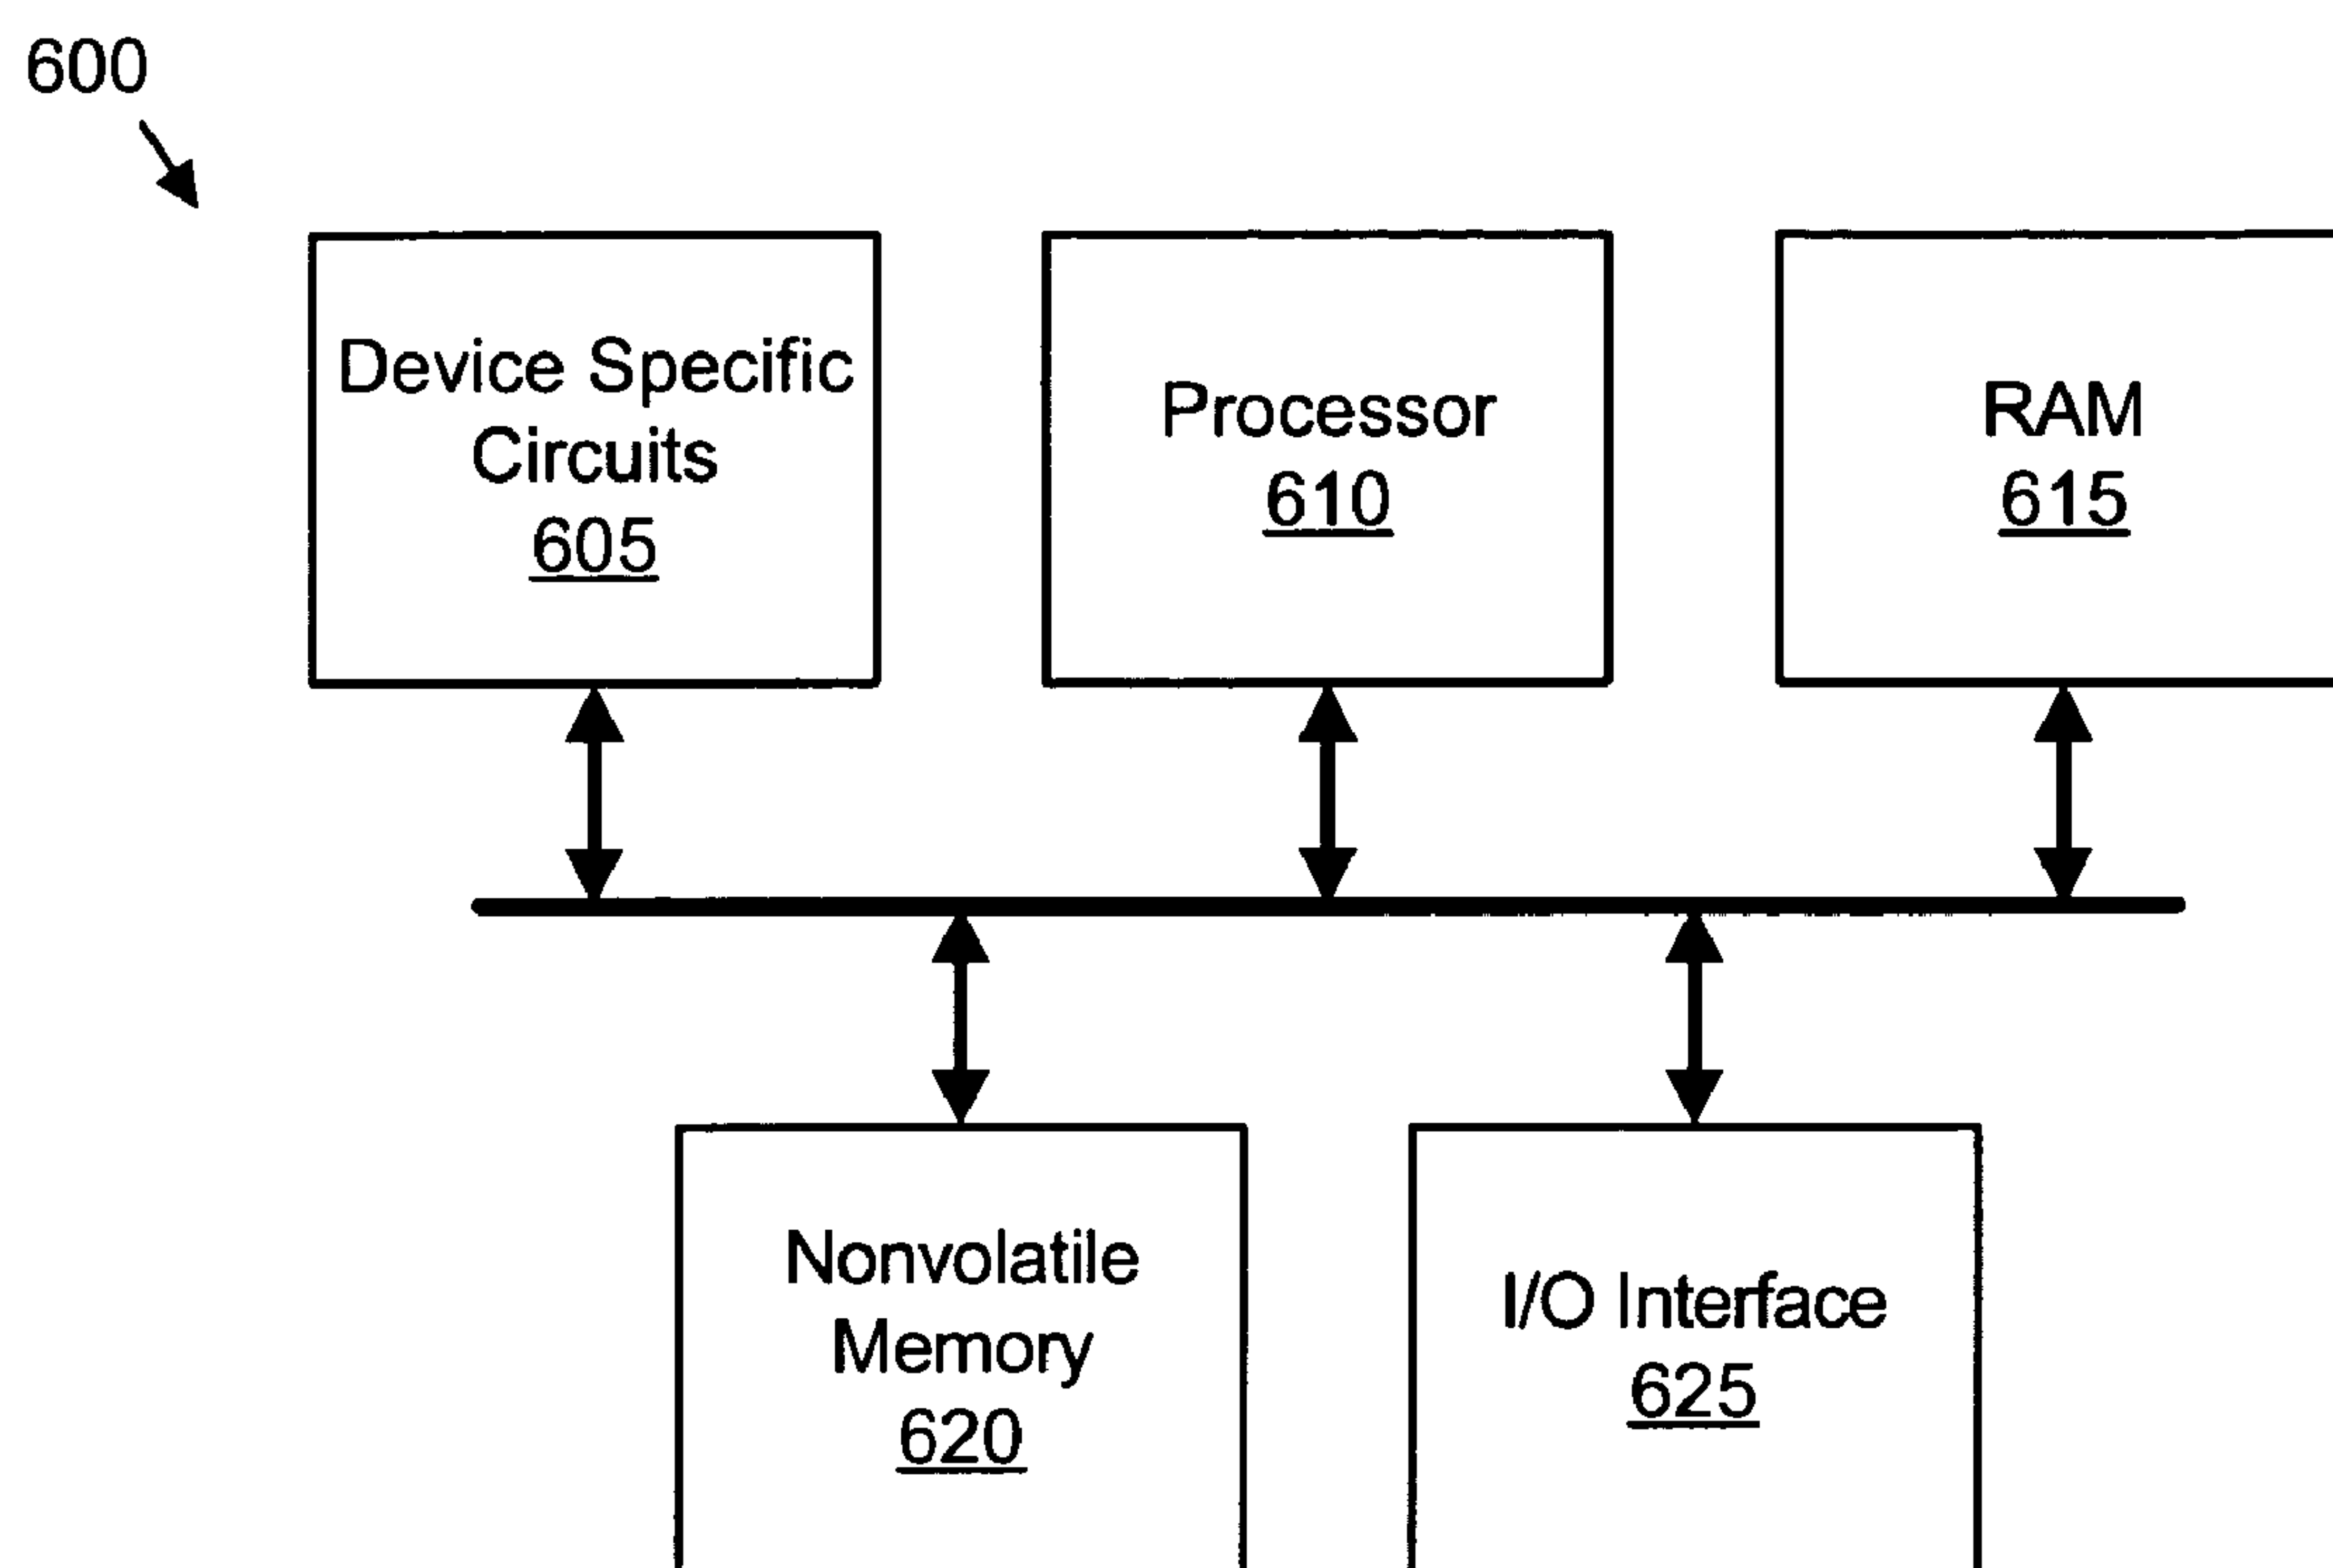 600
Device Specific
Circuits
605
Processor
610
RAM
615
Nonvolatile
Memory
620
I/O Interface
625